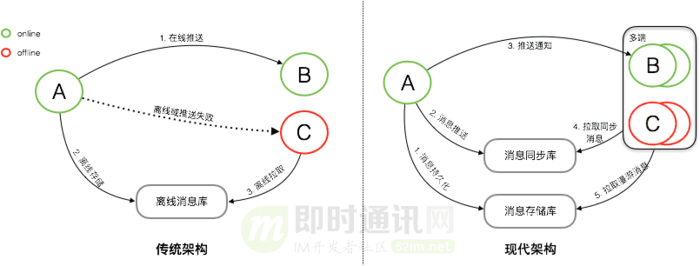 online
offline
1. 在线推送
A
B
离线或推送失败
C
2. 离线存储
3. 离线拉取
离线消息库
传统架构
多端
3. 推送通知
A
B
2. 消息推送
C
4. 拉取同步
消息
1. 消息持久化
消息同步库
5. 拉取漫游消息
消息存储库
现代架构
即时通讯网
IM开发者社区 52im.net